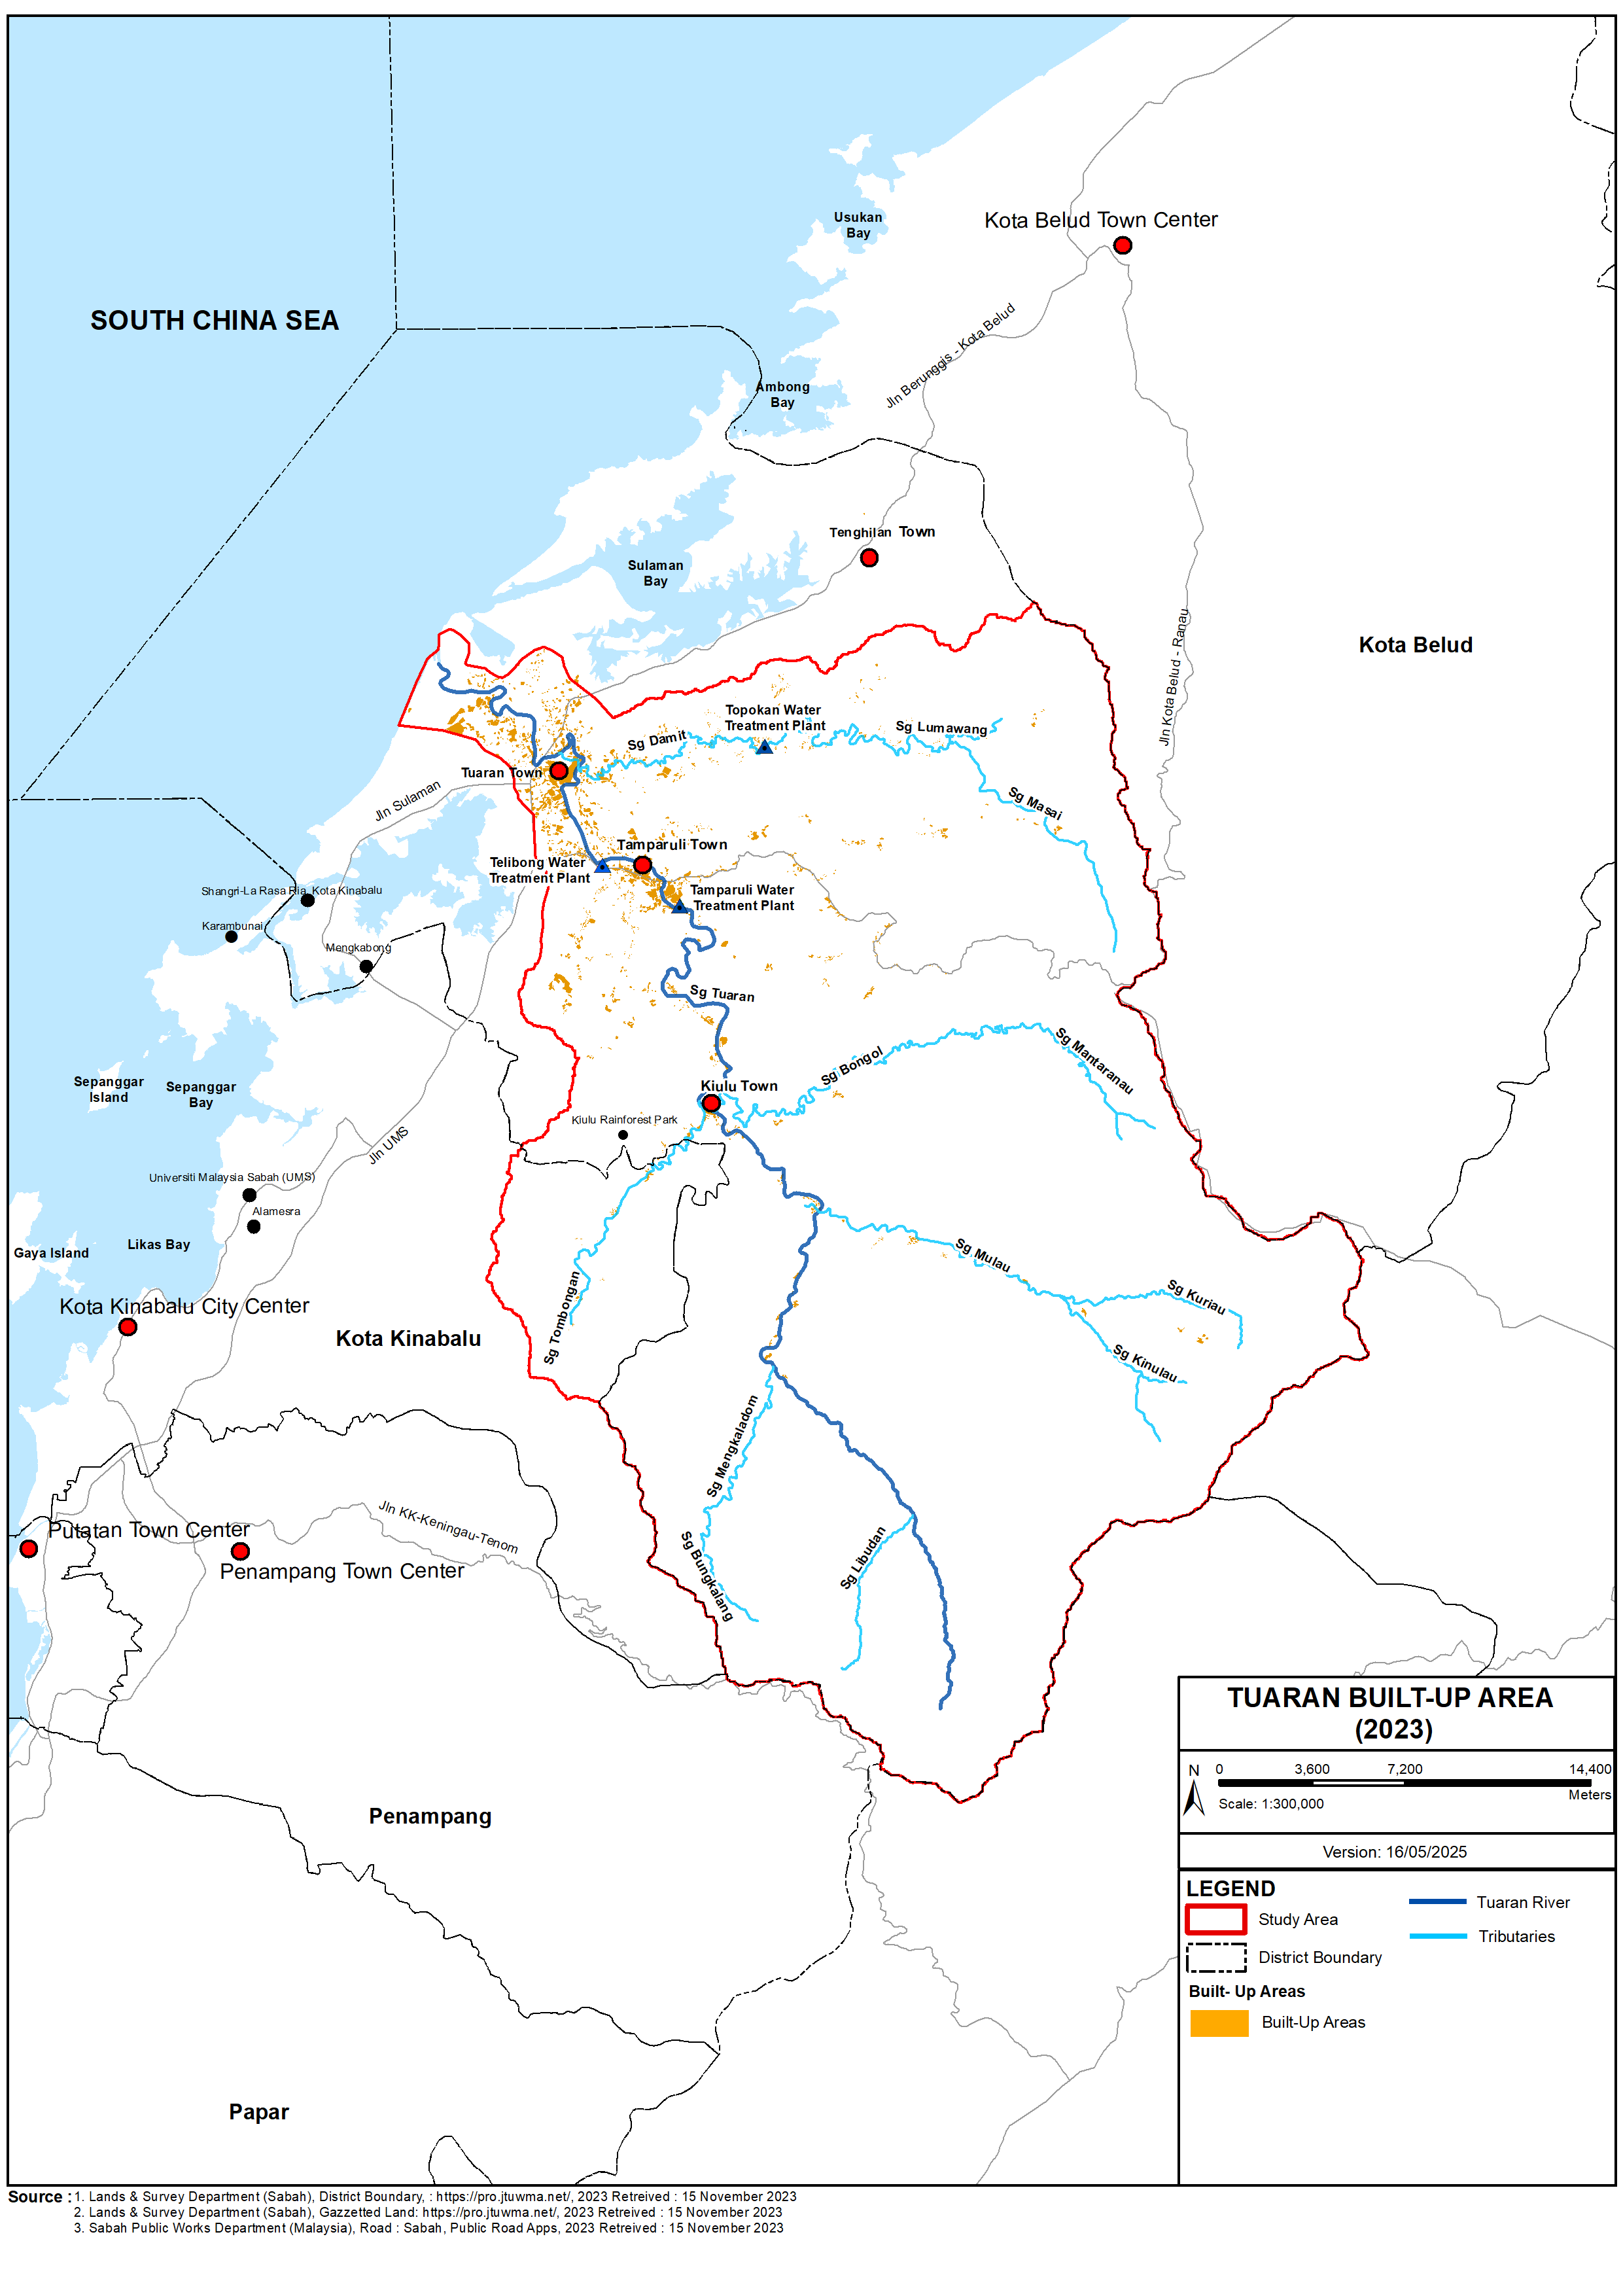 Usukan
Bay
Kota Belud Town Center
SOUTH CHINA SEA
Jln Berunggis - Kota Belud
Ambong
Bay
Tenghilan Town
Sulaman
Bay
Jln Kota Belud - Ranau
Kota Belud
Topokan Water
Treatment Plant
Sg Lumawang
Sg Damit
Tuaran Town
Jln Sulaman
Sg Masai
Tamparuli Town
Telibong Water
Treatment Plant
Tamparuli Water
Treatment Plant
Shangri-La Rasa Ria, Kota Kinabalu
Karambunai
Mengkabong
Sg Tuaran
Sg Bongol
Sg Mantaranau
Sepanggar
Island
Sepanggar
Bay
Kiulu Town
Kiulu Rainforest Park
Jln UMS
Universiti Malaysia Sabah (UMS)
Alamesra
Likas Bay
Gaya Island
Sg Mulau
Sg Kuriau
Sg Tombongan
Kota Kinabalu City Center
Kota Kinabalu
Sg Kinulau
Sg Mengkaladom
Jln KK-Keningau-Tenom
Putatan Town Center
Penampang Town Center
Sg Bungkalang
Sg Libudan
Penampang
Papar
TUARAN BUILT-UP AREA
(2023)
N 0 3,600 7,200 14,400
Meters
Scale: 1:300,000
Version: 16/05/2025
LEGEND
Study Area
District Boundary
Tuaran River
Tributaries
Built- Up Areas
Built-Up Areas
Source : 1. Lands & Survey Department (Sabah), District Boundary, : https://pro.jtuwma.net/, 2023 Retreived : 15 November 2023
2. Lands & Survey Department (Sabah), Gazzetted Land: https://pro.jtuwma.net/, 2023 Retreived : 15 November 2023
3. Sabah Public Works Department (Malaysia), Road : Sabah, Public Road Apps, 2023 Retreived : 15 November 2023